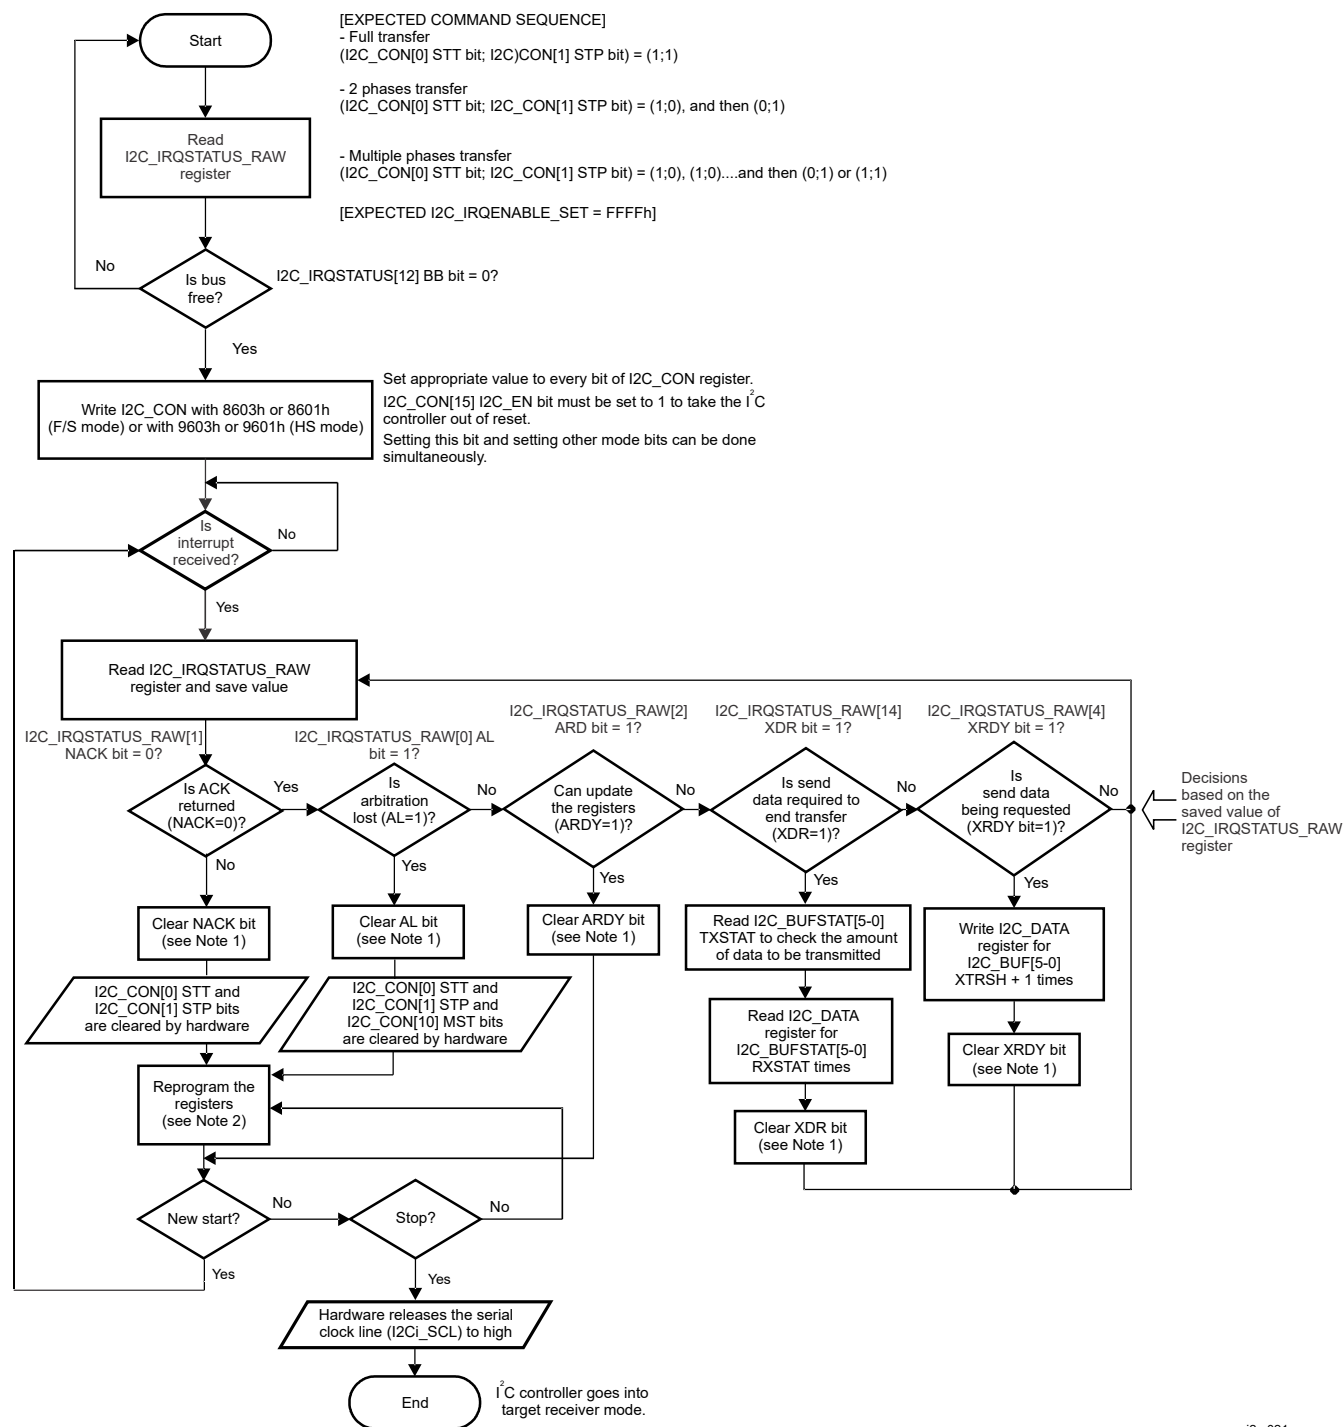 Start
[EXPECTED COMMAND SEQUENCE]
- Full transfer
(I2C_CON[0] STT bit; I2C)CON[1] STP bit) = (1;1)
- 2 phases transfer
(I2C_CON[0] STT bit; I2C_CON[1] STP bit) = (1;0), and then (0;1)
- Multiple phases transfer
(I2C_CON[0] STT bit; I2C_CON[1] STP bit) = (1;0), (1;0)....and then (0;1) or (1;1)
[EXPECTED I2C_IRQENABLE_SET = FFFFh]
Read
I2C_IRQSTATUS_RAW
register
No
Is bus
free?
I2C_IRQSTATUS[12] BB bit = 0?
Yes
Write I2C_CON with 8603h or 8601h
(F/S mode) or with 9603h or 9601h (HS mode)
Set appropriate value to every bit of I2C_CON register.
I2C_CON[15] I2C_EN bit must be set to 1 to take the I²C
controller out of reset.
Setting this bit and setting other mode bits can be done
simultaneously.
Is
interrupt
received?
No
Yes
Read I2C_IRQSTATUS_RAW
register and save value
I2C_IRQSTATUS_RAW[1]
NACK bit = 0?
I2C_IRQSTATUS_RAW[0] AL
bit = 1?
I2C_IRQSTATUS_RAW[2]
ARD bit = 1?
I2C_IRQSTATUS_RAW[14]
XDR bit = 1?
I2C_IRQSTATUS_RAW[4]
XRDY bit = 1?
Is ACK
returned
(NACK=0)?
Yes
Is
arbitration
lost (AL=1)?
No
Can update
the registers
(ARDY=1)?
No
Is send
data required to
end transfer
(XDR=1)?
No
Is
send data
being requested
(XRDY bit=1)?
No
Decisions
based on the
saved value of
I2C_IRQSTATUS_RAW
register
No
Yes
Yes
Yes
Yes
Clear NACK bit
(see Note 1)
Clear AL bit
(see Note 1)
Clear ARDY bit
(see Note 1)
Read I2C_BUFSTAT[5-0]
TXSTAT to check the amount
of data to be transmitted
Write I2C_DATA
register for
I2C_BUF[5-0]
XTRSH + 1 times
I2C_CON[0] STT and
I2C_CON[1] STP bits
are cleared by hardware
I2C_CON[0] STT and
I2C_CON[1] STP and
I2C_CON[10] MST bits
are cleared by hardware
Read I2C_DATA
register for
I2C_BUFSTAT[5-0]
RXSTAT times
Clear XRDY bit
(see Note 1)
Reprogram the
registers
(see Note 2)
Clear XDR bit
(see Note 1)
New start?
No
Stop?
No
Yes
Yes
Hardware releases the serial
clock line (I2Ci_SCL) to high
End
I²C controller goes into
target receiver mode.